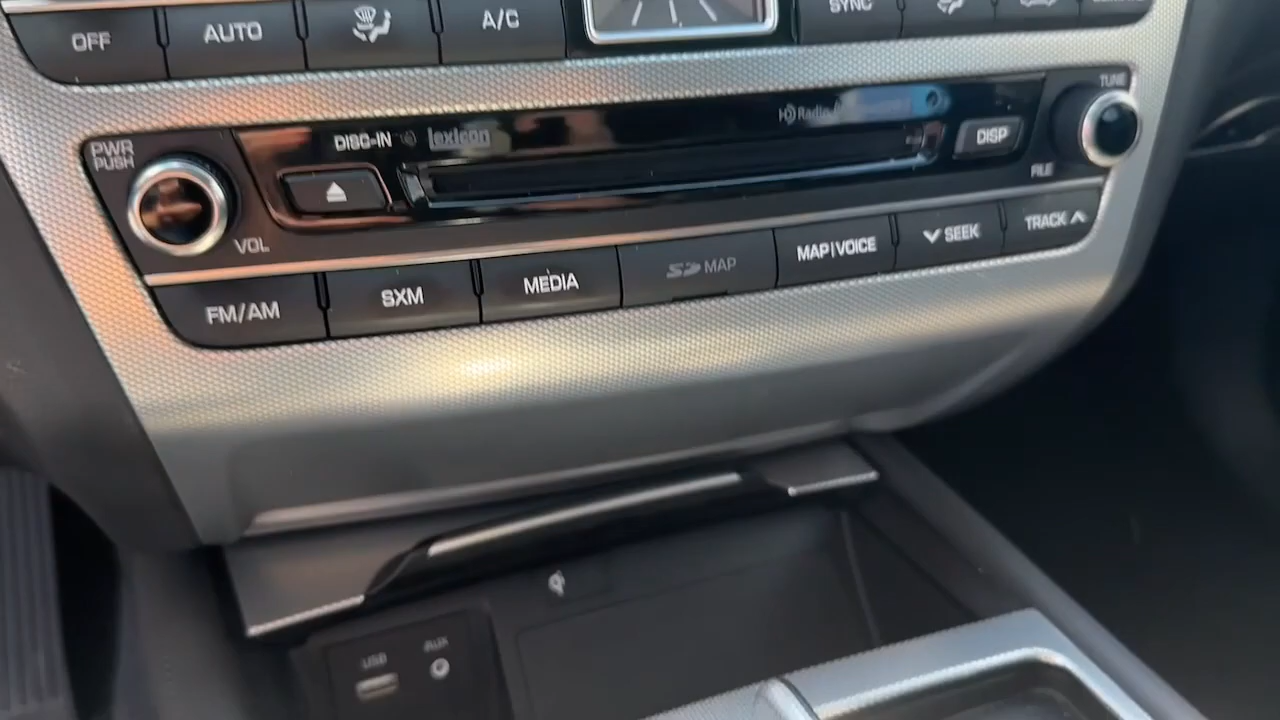 OFF
AUTO
A/C
SYNC
PWR
PUSH
VOL
DISC-IN
lexicon
HD Radio
DISP
TUNE
FILE
FM/AM
SXM
MEDIA
SD MAP
MAP|VOICE
SEEK
TRACK
USB
AUX